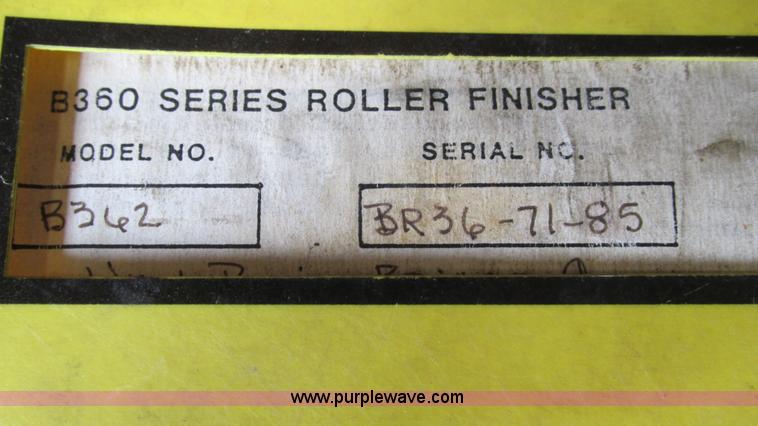 B360 SERIES ROLLER FINISHER
MODEL NO. SERIAL NO.
B362 BR36-71-85
www.purplewave.com